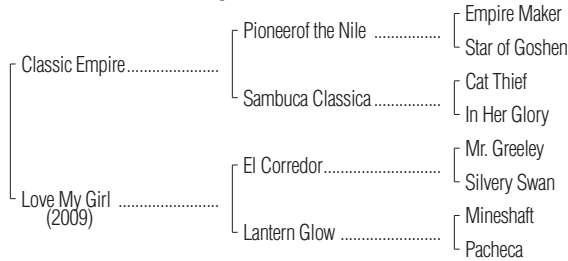 Empire Maker
Pioneerof the Nile ................
Star of Goshen
Classic Empire......................
Cat Thief
Sambuca Classica................
In Her Glory
Mr. Greeley
El Corredor............................
Silvery Swan
Love My Girl ........................
(2009)
Mineshaft
Lantern Glow ........................
Pacheca